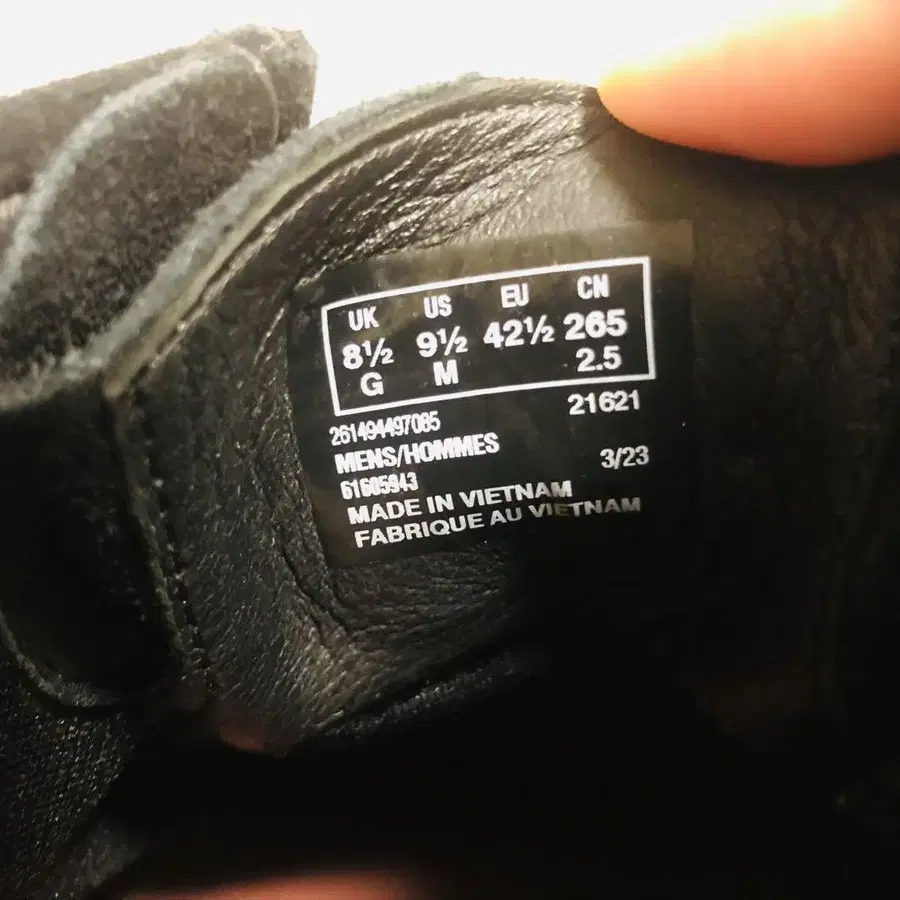 UK US EU CN
8½ 9½ 42½ 265
G M 2.5
261494497085 21621
MENS/HOMMES
61605943 3/23
MADE IN VIETNAM
FABRIQUE AU VIETNAM